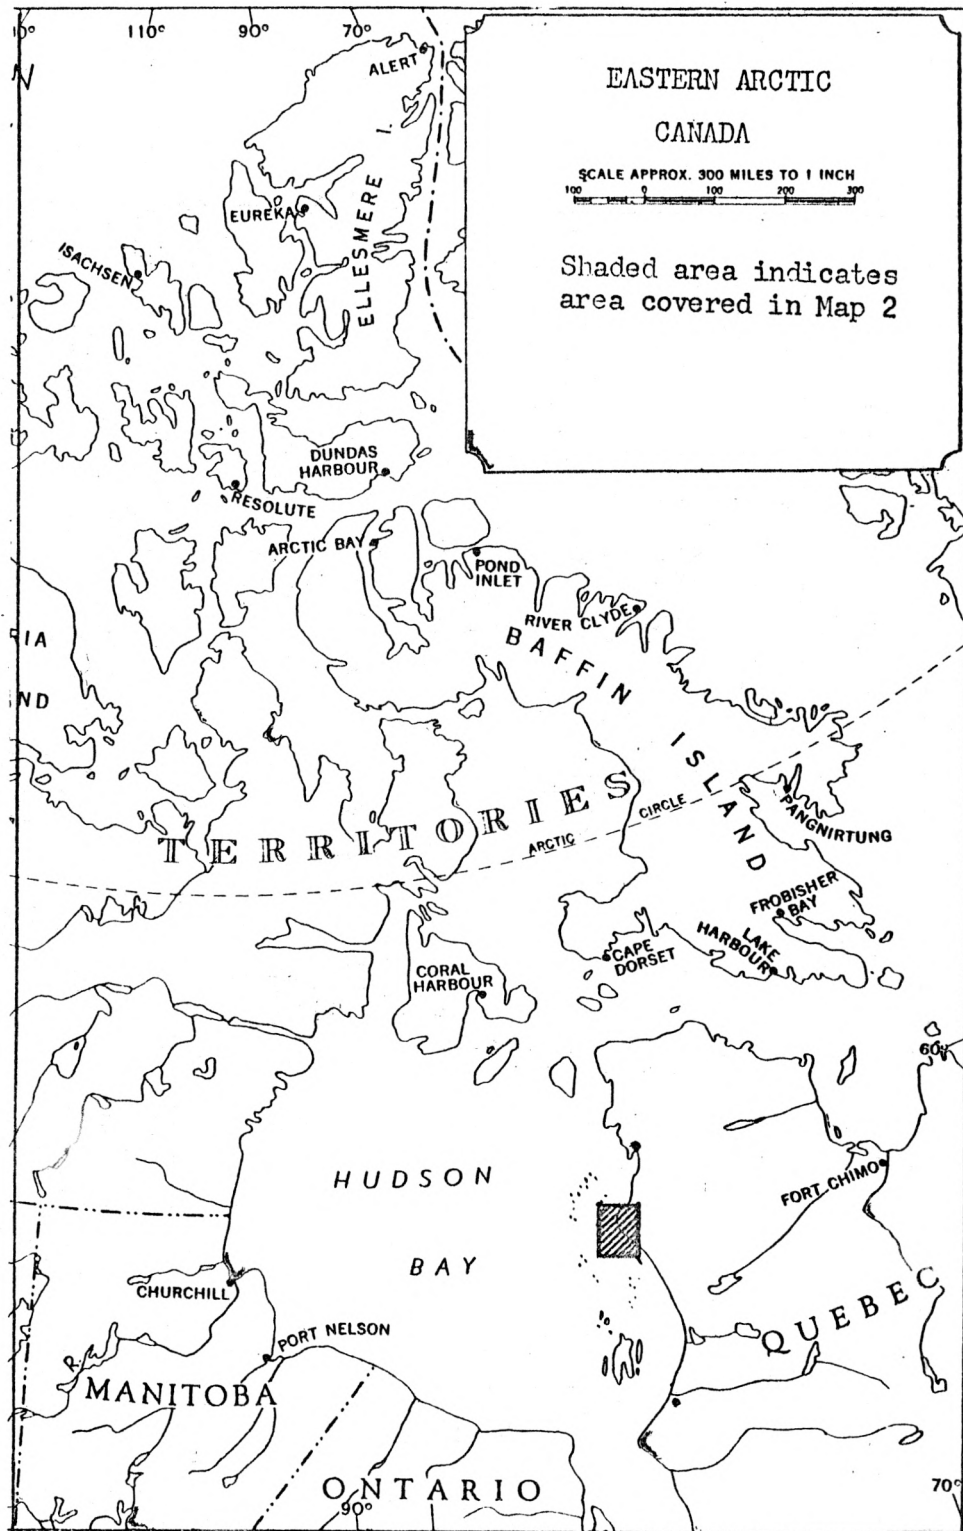 110°
90°
70°
N
ALERT
EASTERN ARCTIC
CANADA
SCALE APPROX. 300 MILES TO 1 INCH
100 0 100 200 300
Shaded area indicates
area covered in Map 2
ELLESMERE I.
EUREKA
ISACHSEN
DUNDAS
HARBOUR
RESOLUTE
ARCTIC BAY
POND
INLET
RIVER CLYDE
BAFFIN ISLAND
RIA
ND
TERRITORIES
ARCTIC CIRCLE
PANGNIRTUNG
FROBISHER
BAY
LAKE
HARBOUR
CAPE
DORSET
CORAL
HARBOUR
60°
HUDSON
BAY
FORT CHIMO
CHURCHILL
PORT NELSON
R.
MANITOBA
QUEBEC
ONTARIO
90°
70°